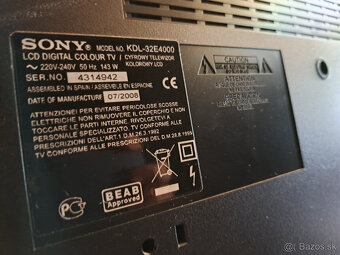 SONY
MODEL NO. KDL-32E4000
LCD DIGITAL COLOUR TV / CYFROWY TELEWIZOR
KOLOROWY LCD
~ 220V-240V 50 Hz 143 W
SER.NO. 4314942
ASSEMBLED IN SPAIN / ASSEMBLE EN ESPAGNE
DATE OF MANUFACTURE 07/2008
AFIN D'EVITER
PER EVITARE PERICOLOSE SCOSSE
ELETTRICHE NON RIMUOVERE IL COPERCHIO E NON
TOCCARE LE PARTI INTERNE. RIVOLGETEVI A
PERSONALE SPECIALIZZATO. TV CONFORME ALLE
PRESCRIZIONI DELL'ART.1 D.M.26.3.1992
TV CONFORME ALLE PRESCRIZIONI DEL D.M 28.8.1995
BEAB
Approved
CAUTION
ATTENTION
Bazos.sk